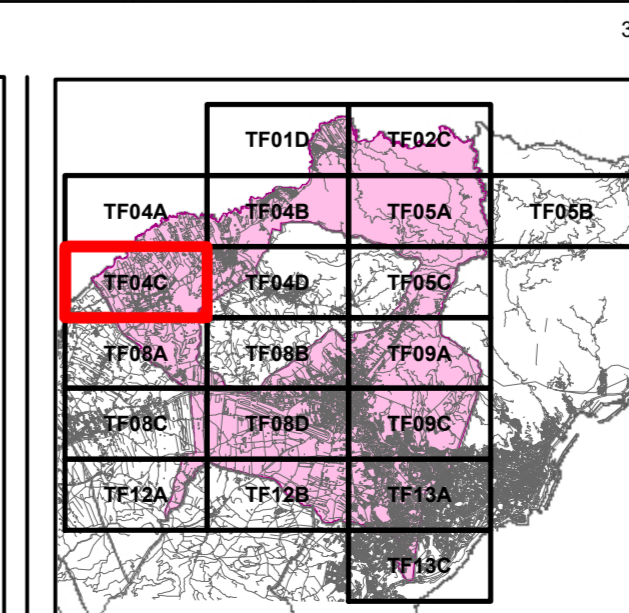 3
TF01D TF02C
TF04A TF04B TF05A TF05B
TF04C TF04D TF05C
TF08A TF08B TF09A
TF08C TF08D TF09C
TF12A TF12B TF13A
TF13C